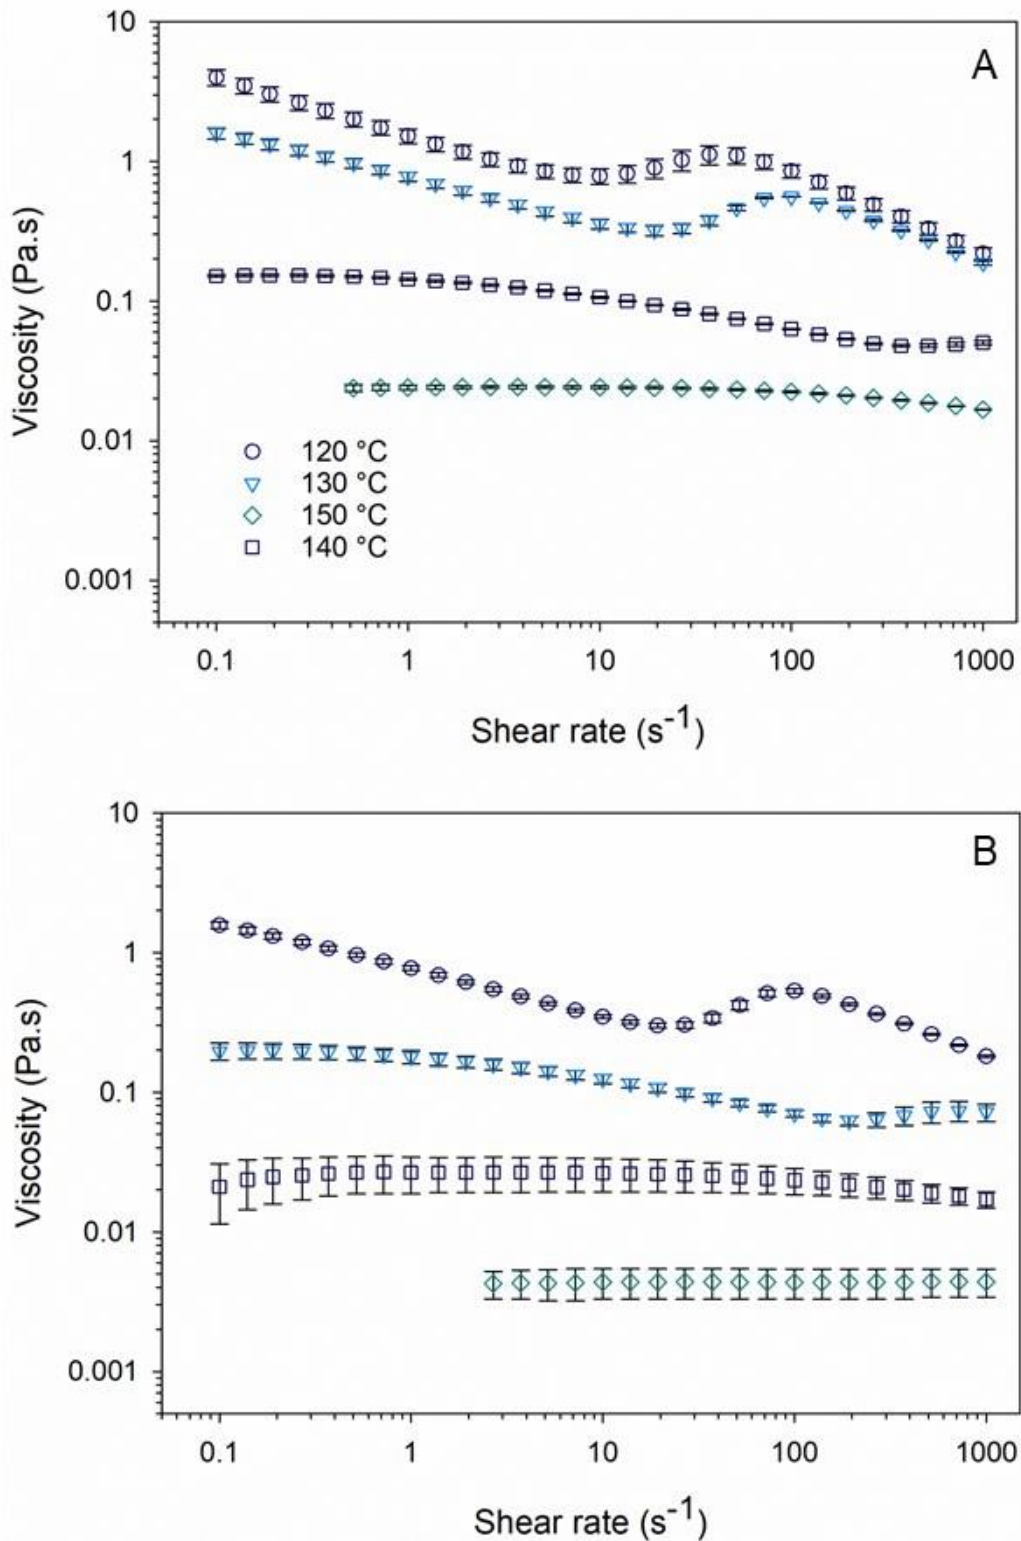 A
10
1
0.1
0.01
0.001
Viscosity (Pa.s)
120 °C
130 °C
150 °C
140 °C
0.1 1 10 100 1000
Shear rate (s⁻¹)
B
10
1
0.1
0.01
0.001
Viscosity (Pa.s)
0.1 1 10 100 1000
Shear rate (s⁻¹)